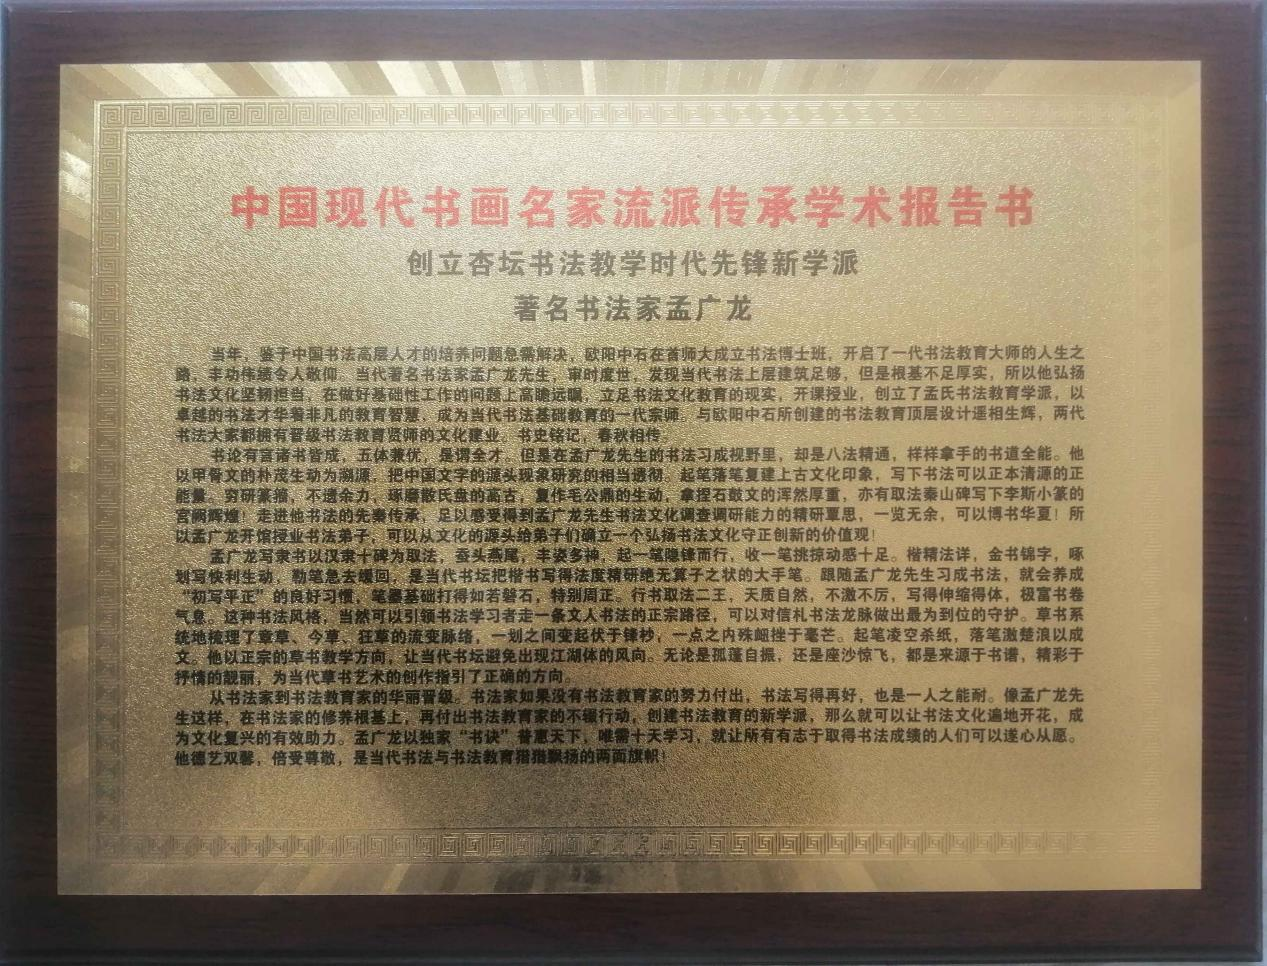 中国现代书画名家流派传承学术报告书
创立杏坛书法教学时代先锋新学派
著名书法家孟广龙
当年，鉴于中国书法高层人才的培养问题急需解决，欧阳中石在首师大成立书法博士班，开启了一代书法教育大师的人生之
路，丰功伟绩令人敬仰。当代著名书法家孟广龙先生，审时度世，发现当代书法上层建筑足够，但是根基不足厚实，所以他弘扬
书法文化坚韧担当，在做好基础性工作的问题上高瞻远瞩，立足书法文化教育的现实，开课授业，创立了孟氏书法教育学派，以
卓越的书法才华着非凡的教育智慧，成为当代书法基础教育的一代宗师。与欧阳中石所创建的书法教育顶层设计遥相生辉，两代
书法大家都拥有晋级书法教育贤师的文化建业。书史铭记，春秋相传。
书论有言诸书皆成，五体兼优，是谓全才。但是在孟广龙先生的书法习成视野里，却是八法精通，样样拿手的书道全能。他
以甲骨文的朴茂生动为溯源，把中国文字的源头现象研究的相当透彻。起笔落笔复建上古文化印象，写下书法可以正本清源的正
能量。穷研篆籀，不遗余力，琢磨散氏盘的高古，复作毛公鼎的生动，拿捏石鼓文的浑然厚重，亦有取法秦山碑写下李斯小篆的
宫阙辉煌！走进他书法的先秦传承，足以感受得到孟广龙先生书法文化调查调研能力的精研覃思，一览无余，可以博书华夏！所
以孟广龙开馆授业书法弟子，可以从文化的源头给弟子们确立一个弘扬书法文化守正创新的价值观！
孟广龙写隶书以汉隶十碑为取法，蚕头燕尾，丰姿多神，起一笔隐锋而行，收一笔挑掠动感十足。楷精法详，金书锦字，啄
划写快利生动，勒笔急去缓回，是当代书坛把楷书写得法度精研绝无算子之状的大手笔。跟随孟广龙先生习成书法，就会养成
“初写平正”的良好习惯，笔墨基础打得如若磐石，特别周正。行书取法二王，天质自然，不激不厉，写得伸缩得体，极富书卷
气息。这种书法风格，当然可以引领书法学习者走一条文人书法的正宗路径，可以对信札书法龙脉做出最为到位的守护。草书系
统地梳理了章草、今草、狂草的流变脉络，一划之间变起伏于锋杪，一点之内殊衄挫于毫芒。起笔凌空杀纸，落笔激楚浪以成
文。他以正宗的草书教学方向，让当代书坛避免出现江湖体的风向。无论是孤蓬自振，还是座沙惊飞，都是来源于书谱，精彩于
抒情的靓丽，为当代草书艺术的创作指引了正确的方向。
从书法家到书法教育家的华丽晋级。书法家如果没有书法教育家的努力付出，书法写得再好，也是一人之能耐。像孟广龙先
生这样，在书法家的修养根基上，再付出书法教育家的不辍行动，创建书法教育的新学派，那么就可以让书法文化遍地开花，成
为文化复兴的有效助力。孟广龙以独家“书诀”普惠天下，唯需十天学习，就让所有有志于取得书法成绩的人们可以遂心从愿。
他德艺双馨，倍受尊敬，是当代书法与书法教育猎猎飘扬的两面旗帜！